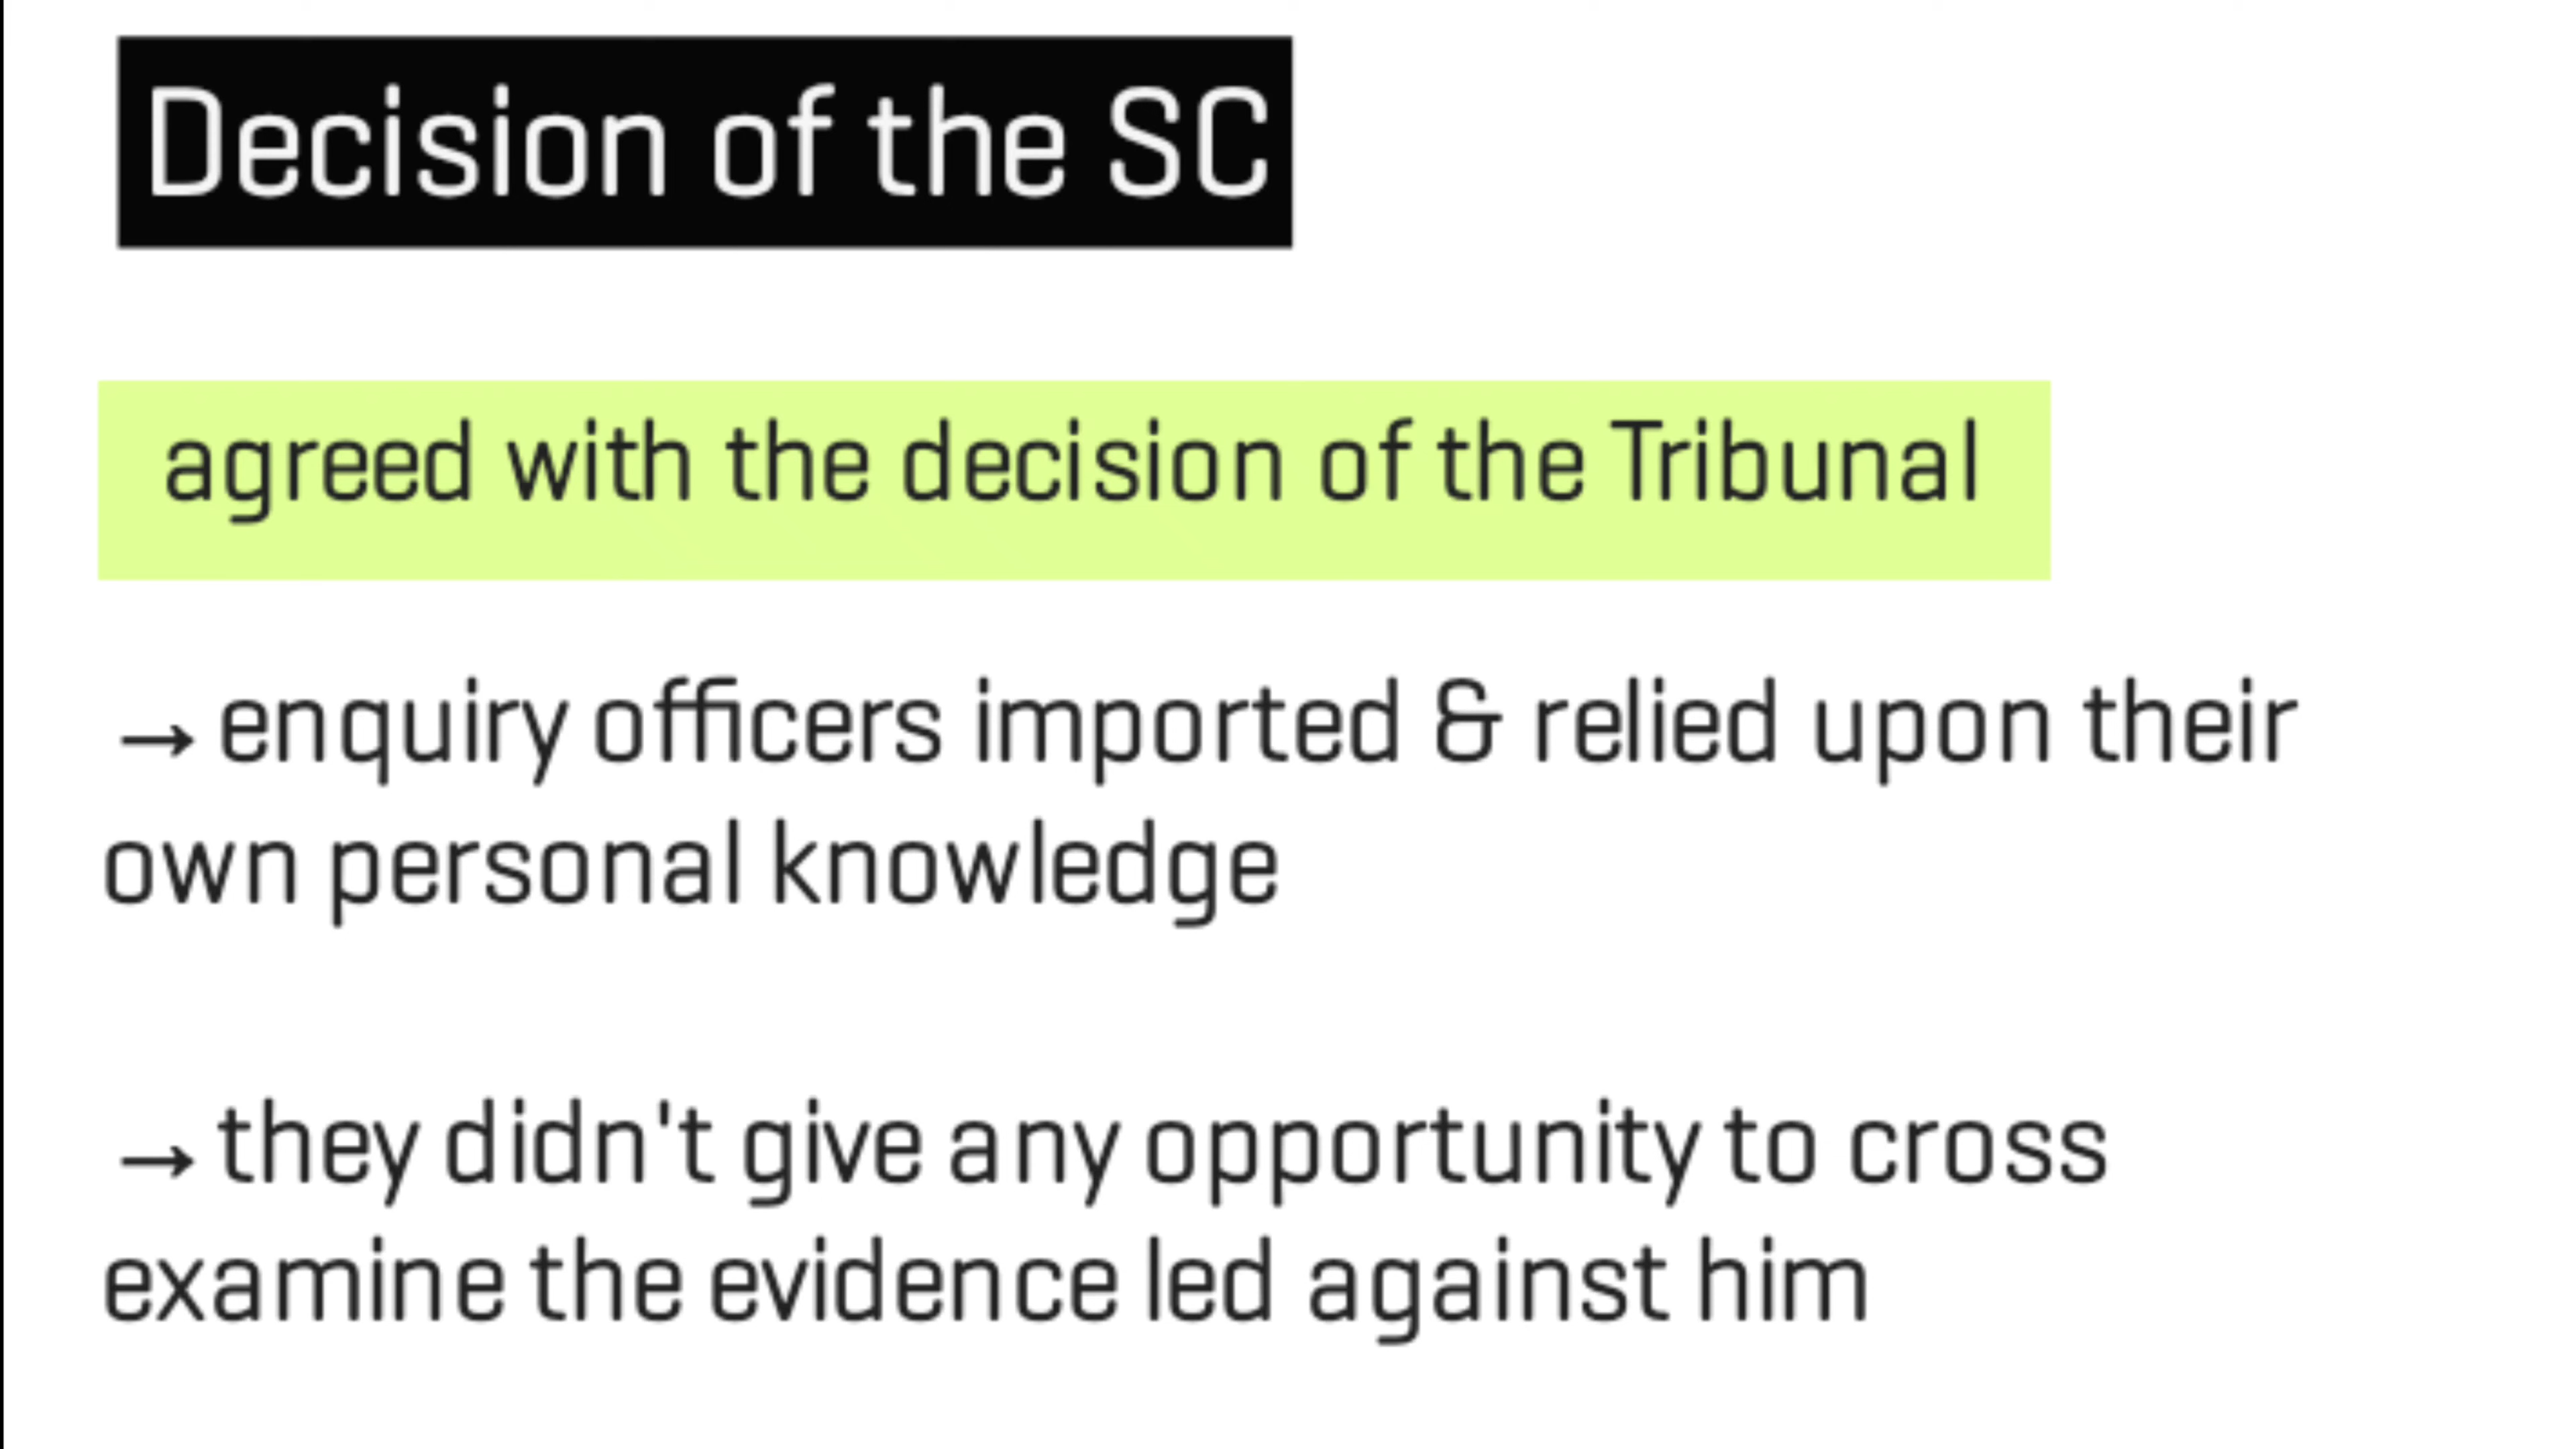 Decision of the SC
agreed with the decision of the Tribunal
→ enquiry officers imported & relied upon their
own personal knowledge
→ they didn't give any opportunity to cross
examine the evidence led against him